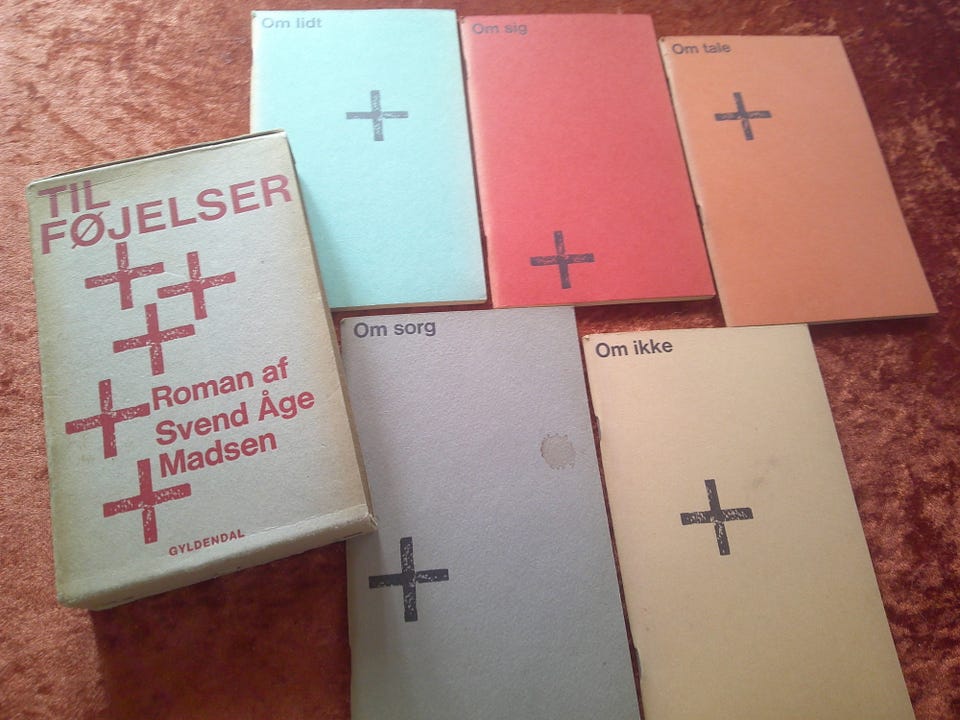 TIL
FØJELSER
Roman af
Svend Åge
Madsen
GYLDENDAL
Om lidt
Om sig
Om tale
Om sorg
Om ikke